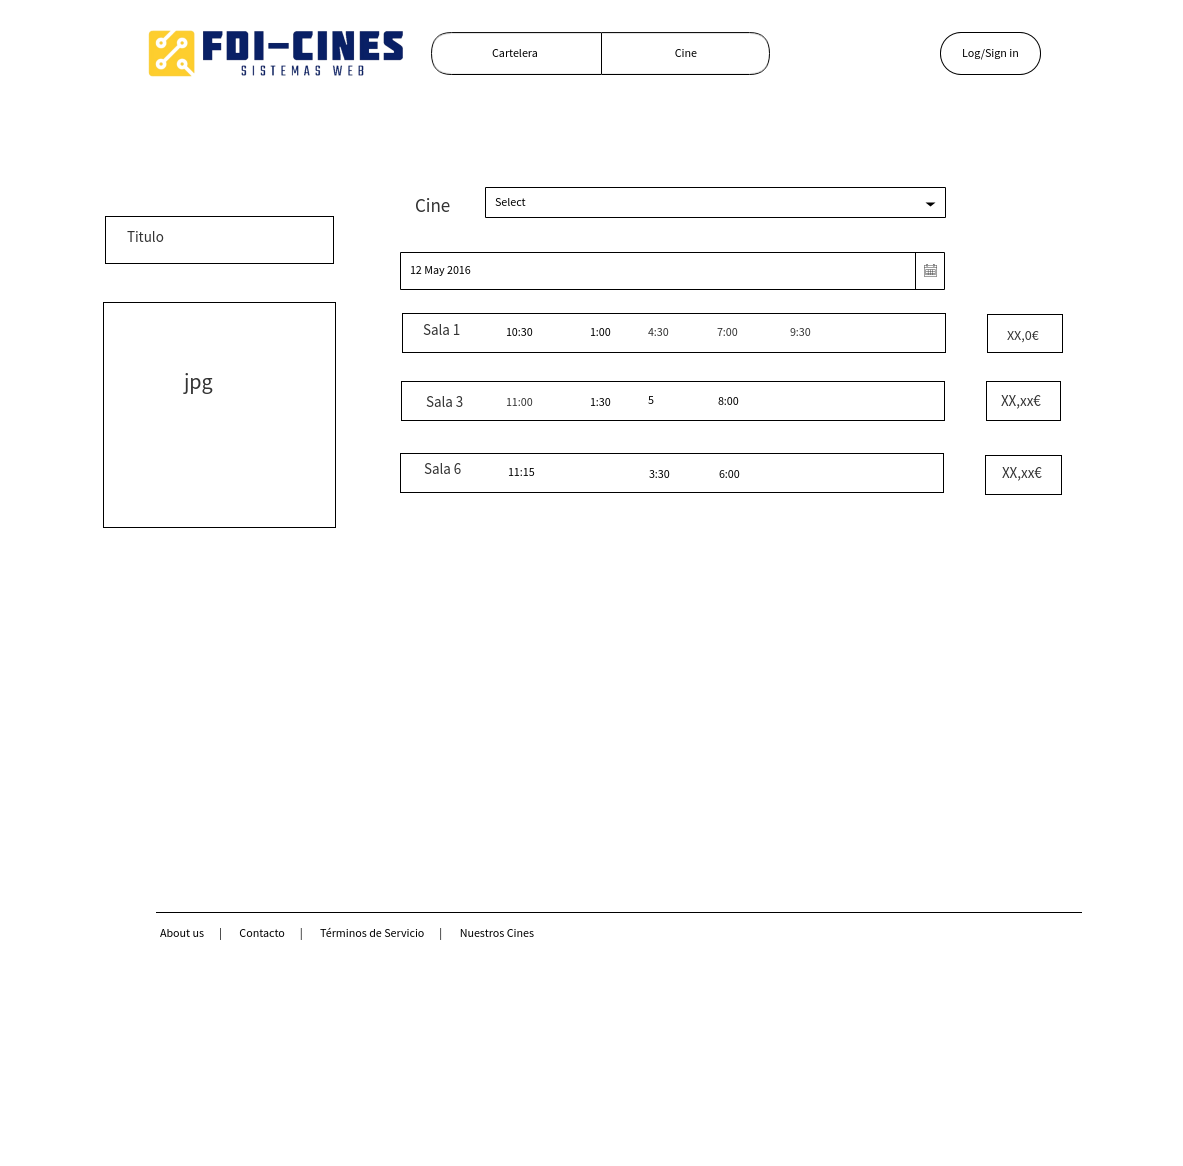 FDI-CINES
SISTEMAS WEB
Cartelera
Cine
Log/Sign in
Titulo
jpg
Cine
Select
12 May 2016
Sala 1 10:30 1:00 4:30 7:00 9:30 XX,0€
Sala 3 11:00 1:30 5 8:00 XX,xx€
Sala 6 11:15 3:30 6:00 XX,xx€
About us | Contacto | Términos de Servicio | Nuestros Cines